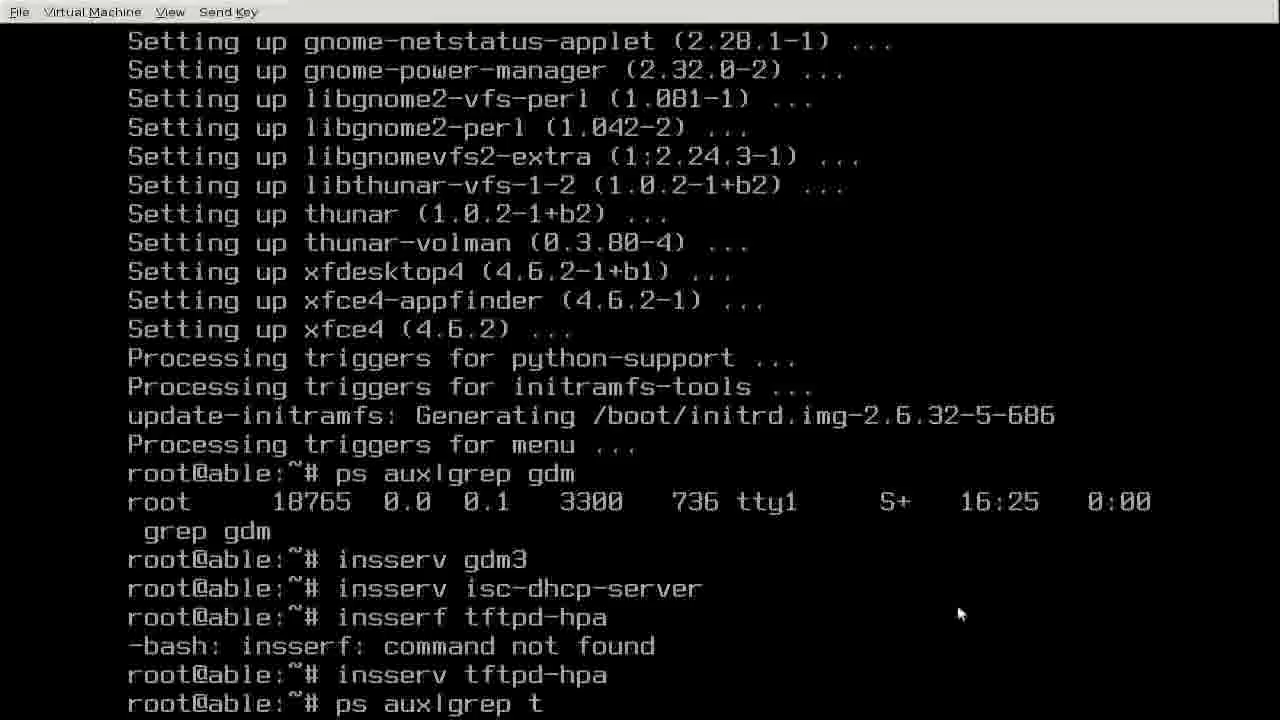 File Virtual Machine View Send Key
Setting up gnome-netstatus-applet (2.28.1-1) ...
Setting up gnome-power-manager (2.32.0-2) ...
Setting up libgnome2-vfs-perl (1.081-1) ...
Setting up libgnome2-perl (1.042-2) ...
Setting up libgnomevfs2-extra (1:2.24.3-1) ...
Setting up libthunar-vfs-1-2 (1.0.2-1+b2) ...
Setting up thunar (1.0.2-1+b2) ...
Setting up thunar-volman (0.3.80-4) ...
Setting up xfdesktop4 (4.6.2-1+b1) ...
Setting up xfce4-appfinder (4.6.2-1) ...
Setting up xfce4 (4.6.2) ...
Processing triggers for python-support ...
Processing triggers for initramfs-tools ...
update-initramfs: Generating /boot/initrd.img-2.6.32-5-686
Processing triggers for menu ...
root@able:~# ps aux|grep gdm
root     18765  0.0  0.1   3300   736 tty1     S+   16:25   0:00
 grep gdm
root@able:~# insserv gdm3
root@able:~# insserv isc-dhcp-server
root@able:~# insserf tftpd-hpa
-bash: insserf: command not found
root@able:~# insserv tftpd-hpa
root@able:~# ps aux|grep t